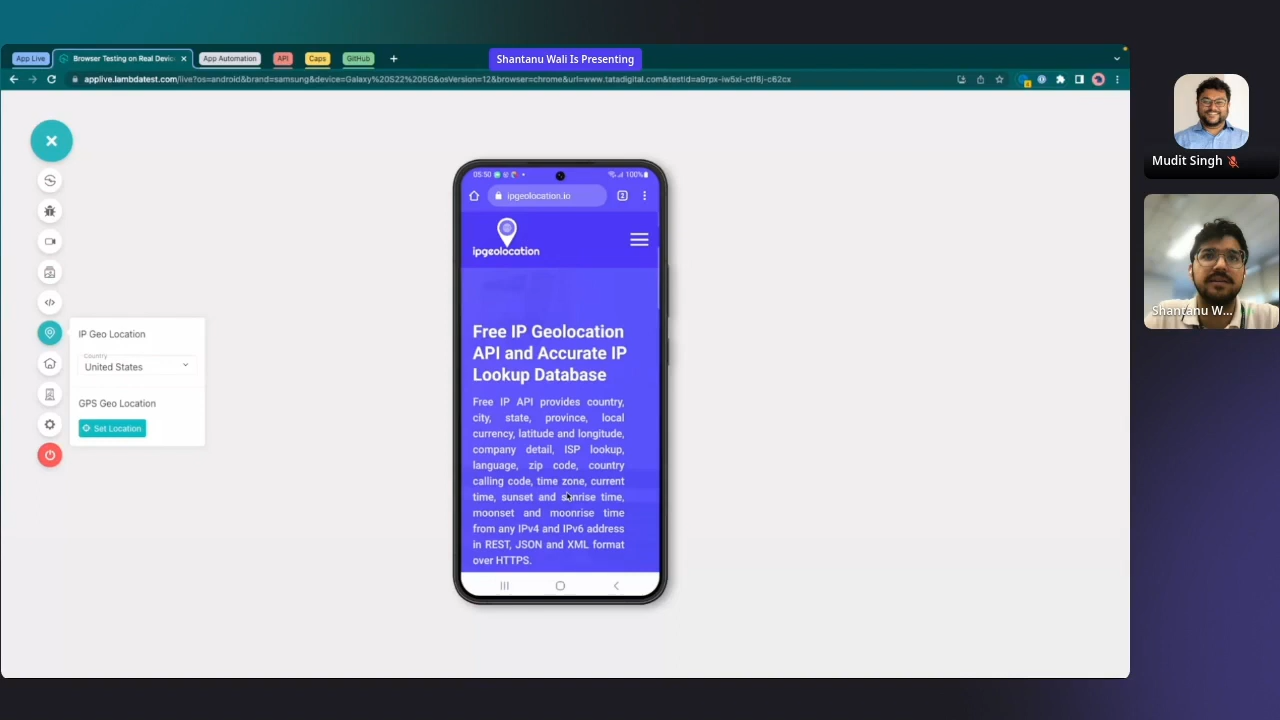 App Live
Browser Testing on Real Devic
App Automation
API
Caps
GitHub
Shantanu Wali Is Presenting
applive.lambdatest.com/live?os=android&brand=samsung&device=Galaxy%20S22%205G&osVersion=12&browser=chrome&url=www.tatadigital.com&testId=a9rpx-iw5xl-ctf8j-c62cx
Mudit Singh
Shantanu W...
05:50
100%
ipgeolocation.io
2
ipgeolocation
Free IP Geolocation
API and Accurate IP
Lookup Database
Free IP API provides country,
city, state, province, local
currency, latitude and longitude,
company detail, ISP lookup,
language, zip code, country
calling code, time zone, current
time, sunset and sunrise time,
moonset and moonrise time
from any IPv4 and IPv6 address
in REST, JSON and XML format
over HTTPS.
IP Geo Location
Country
United States
GPS Geo Location
Set Location